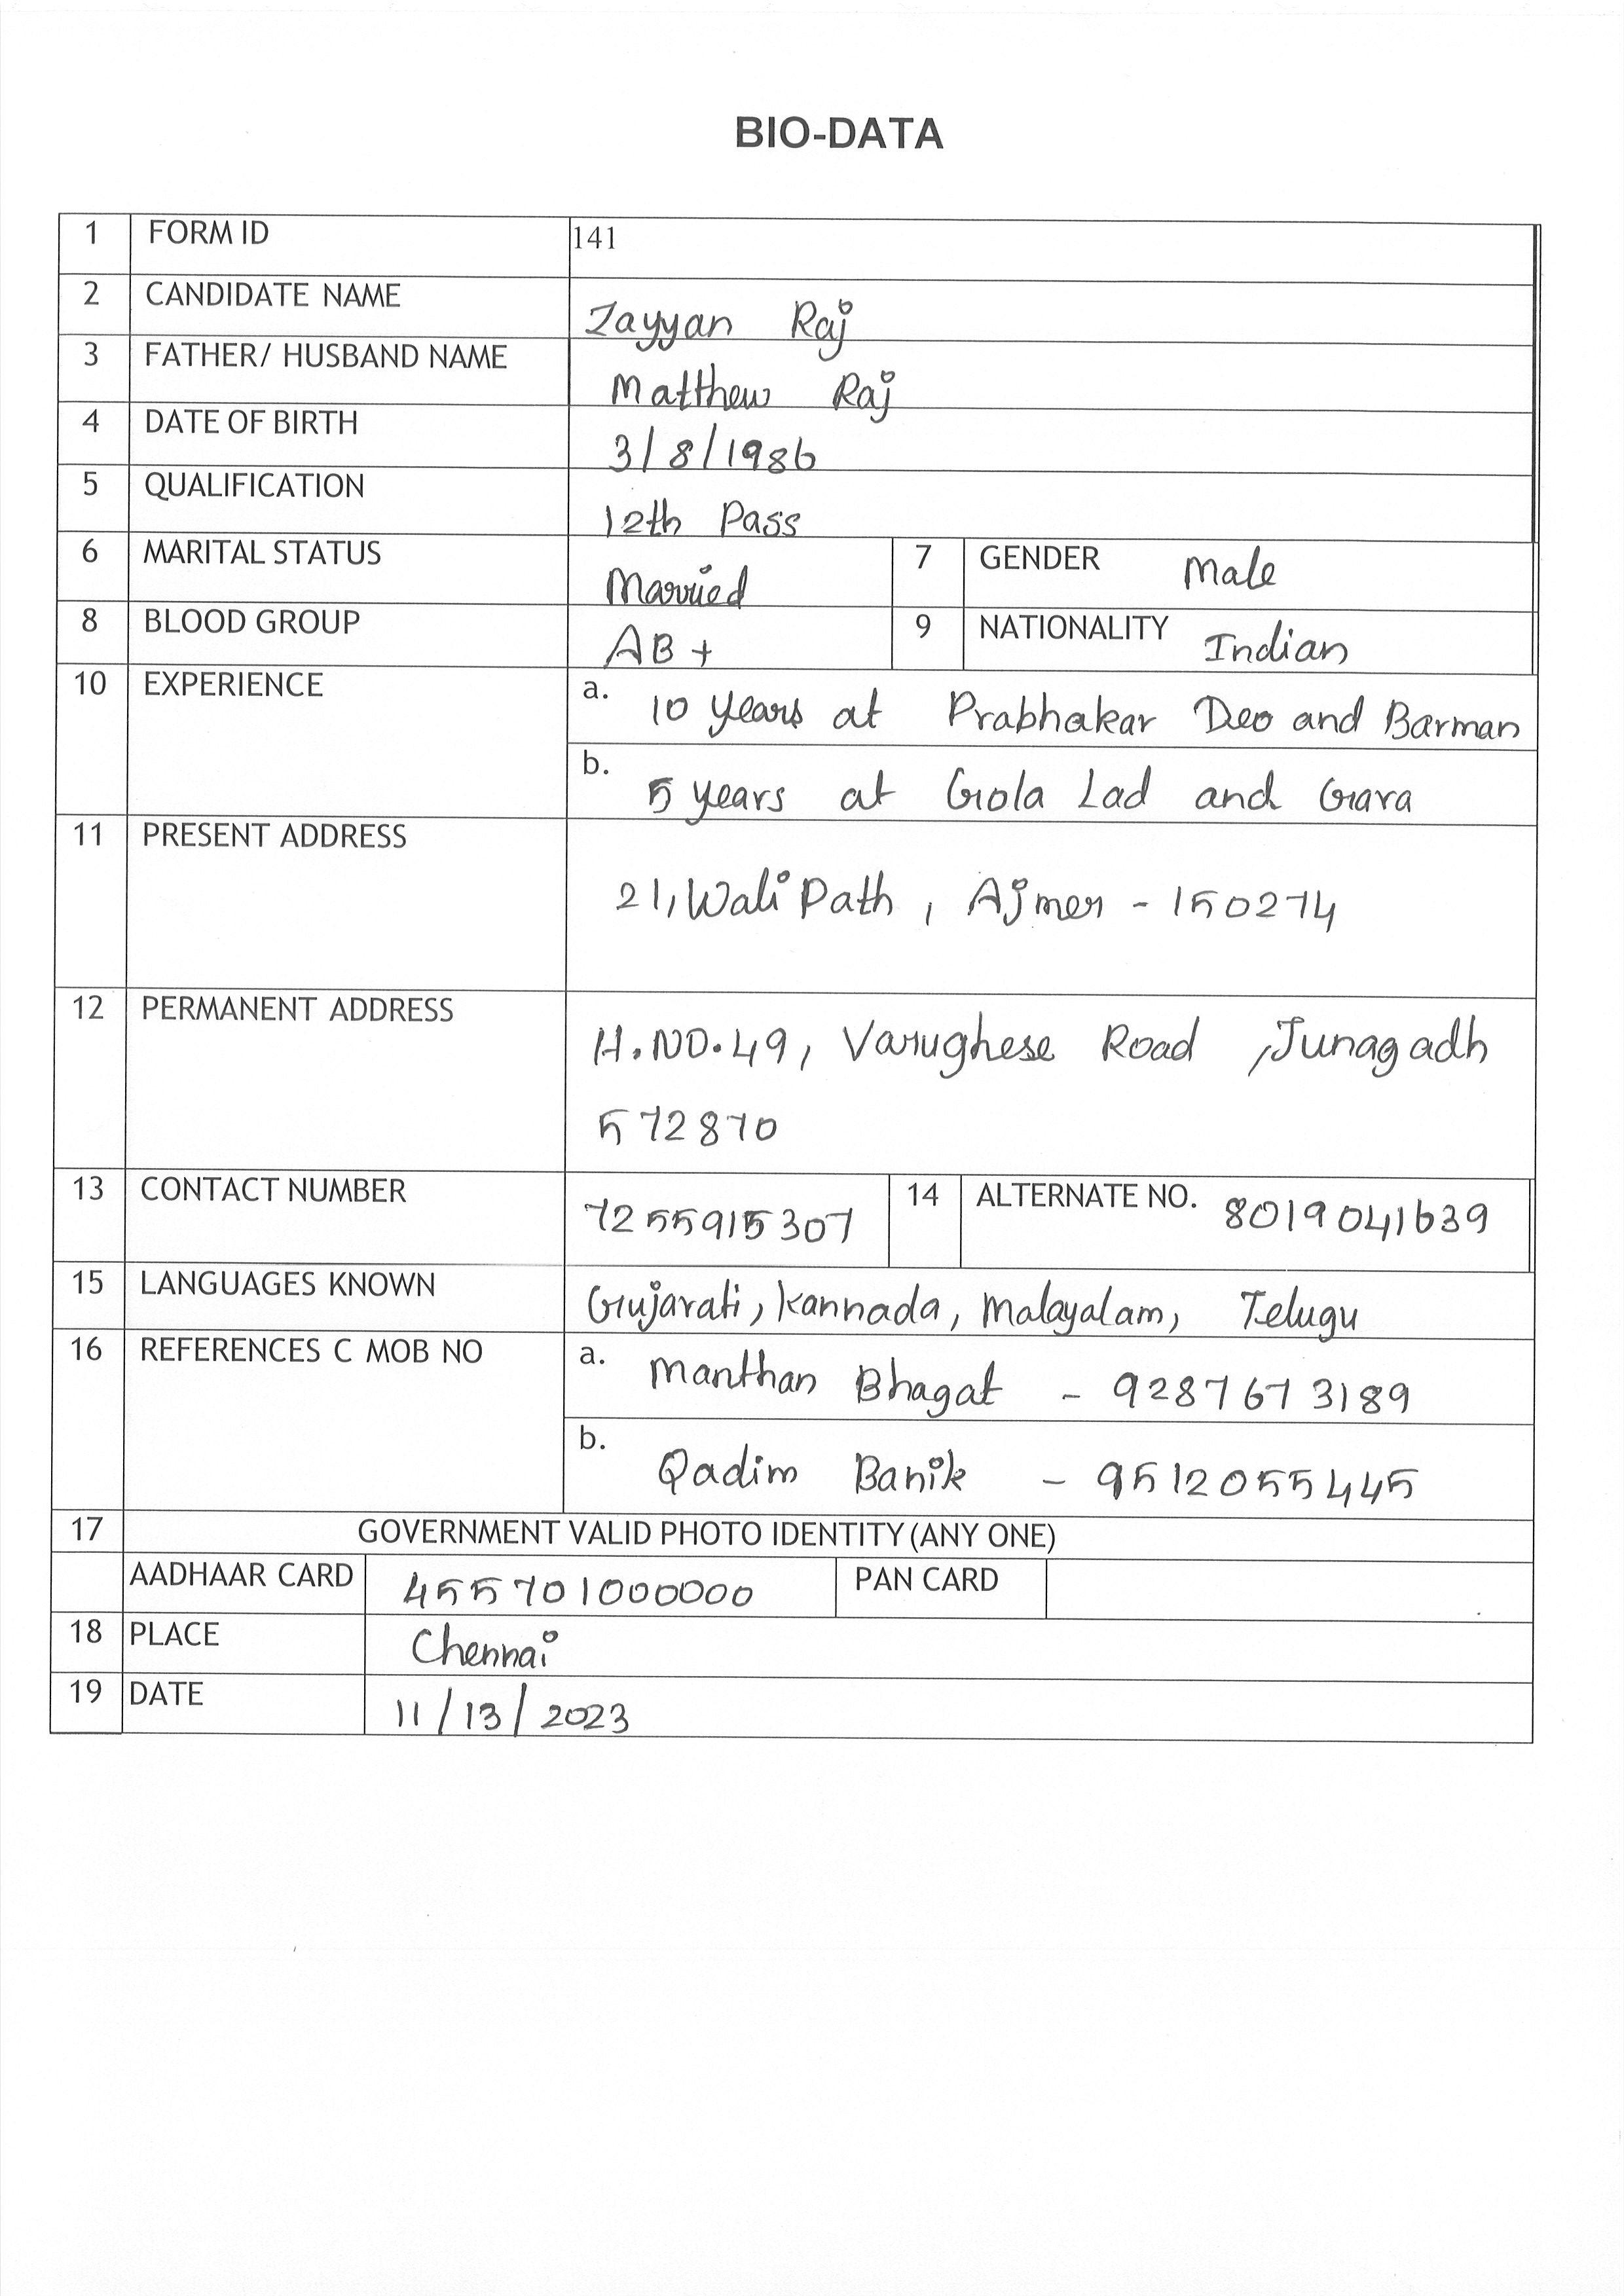 BIO-DATA
1 FORM ID 141
2 CANDIDATE NAME Zayyan Raj
3 FATHER/ HUSBAND NAME Matthew Raj
4 DATE OF BIRTH 3/8/1986
5 QUALIFICATION 12th Pass
6 MARITAL STATUS Married 7 GENDER Male
8 BLOOD GROUP AB+ 9 NATIONALITY Indian
10 EXPERIENCE a. 10 years at Prabhakar Deo and Barman
b. 5 years at Gola Lad and Gara
11 PRESENT ADDRESS
21, Wali Path, Ajmer - 150274
12 PERMANENT ADDRESS H.NO.49, Varughese Road, Junagadh
572870
13 CONTACT NUMBER 7255915307 14 ALTERNATE NO. 8019041639
15 LANGUAGES KNOWN Gujarati, Kannada, Malayalam, Telugu
16 REFERENCES C MOB NO a. Manthan Bhagat - 9287673189
b. Qadim Banik - 9512055445
17 GOVERNMENT VALID PHOTO IDENTITY (ANY ONE)
AADHAAR CARD 455701000000 PAN CARD
18 PLACE Chennai
19 DATE 11/13/2023